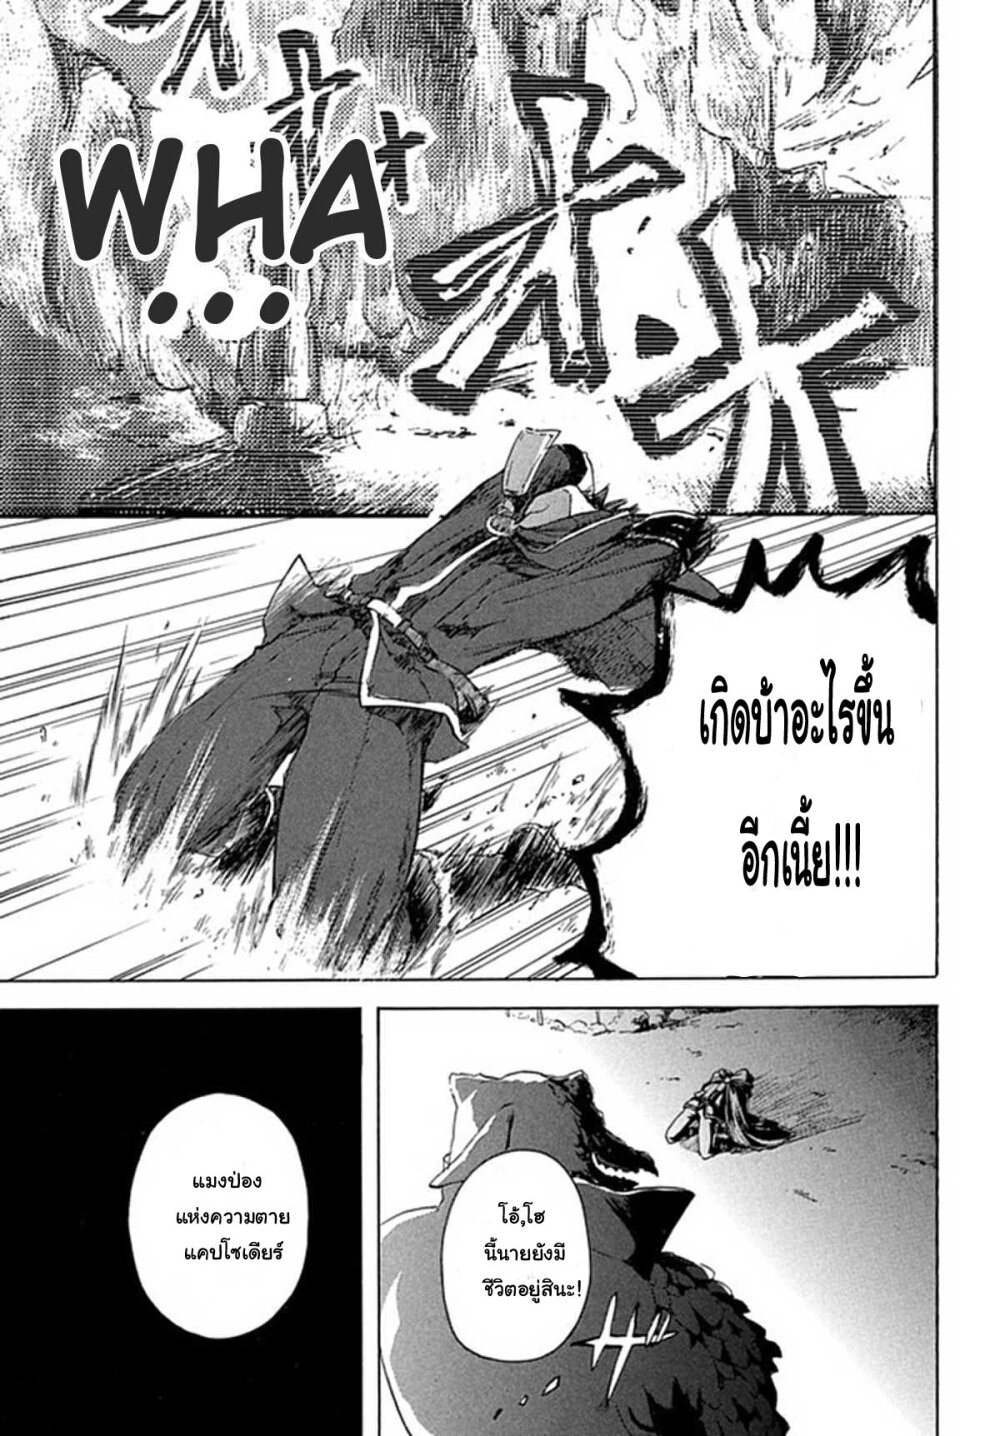 WHA
...
เกิดบ้าอะไรขึ้น
อีกเนี้ย!!!
โอ้,โฮ
นี้นายยังมี
ชีวิตอยู่สินะ!
แมงป่อง
แห่งความตาย
แคปโซเดียร์